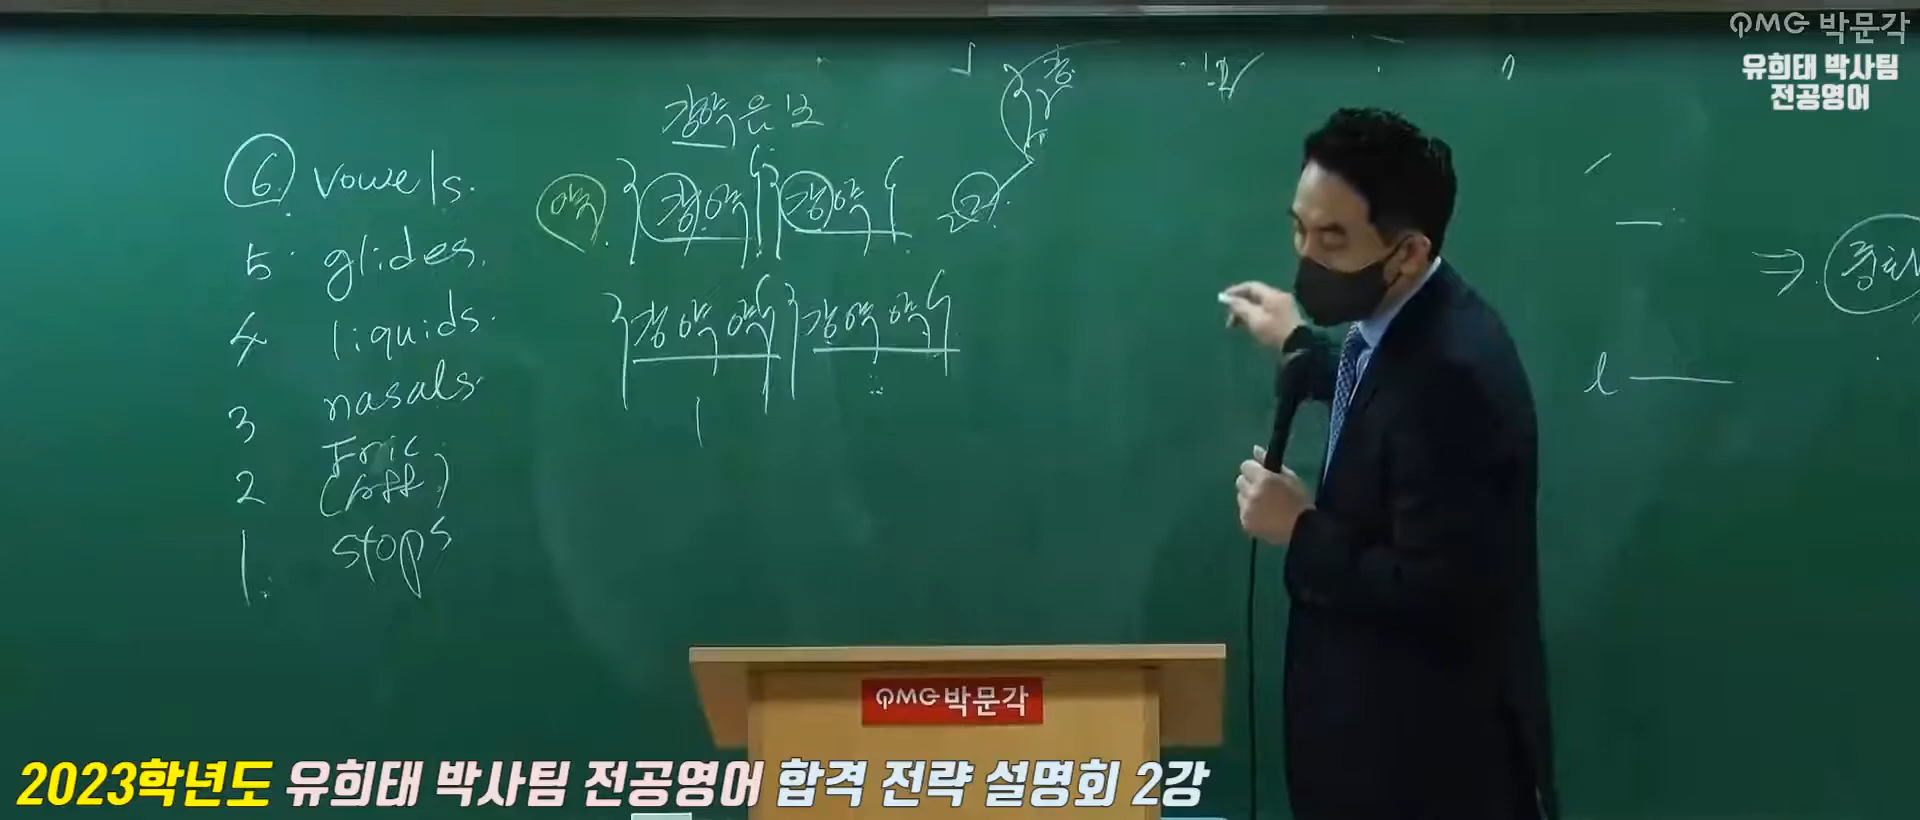 PMG 박문각
유희태 박사팀
전공영어
강약은 보
6. vowels.
5. glides.
4 liquids.
3 nasals.
2 Fric
(Aff.)
1. stops
약 강약 강약 2
강약약 강약약
강
⇒
l
PMG 박문각
2023학년도 유희태 박사팀 전공영어 합격 전략 설명회 2강